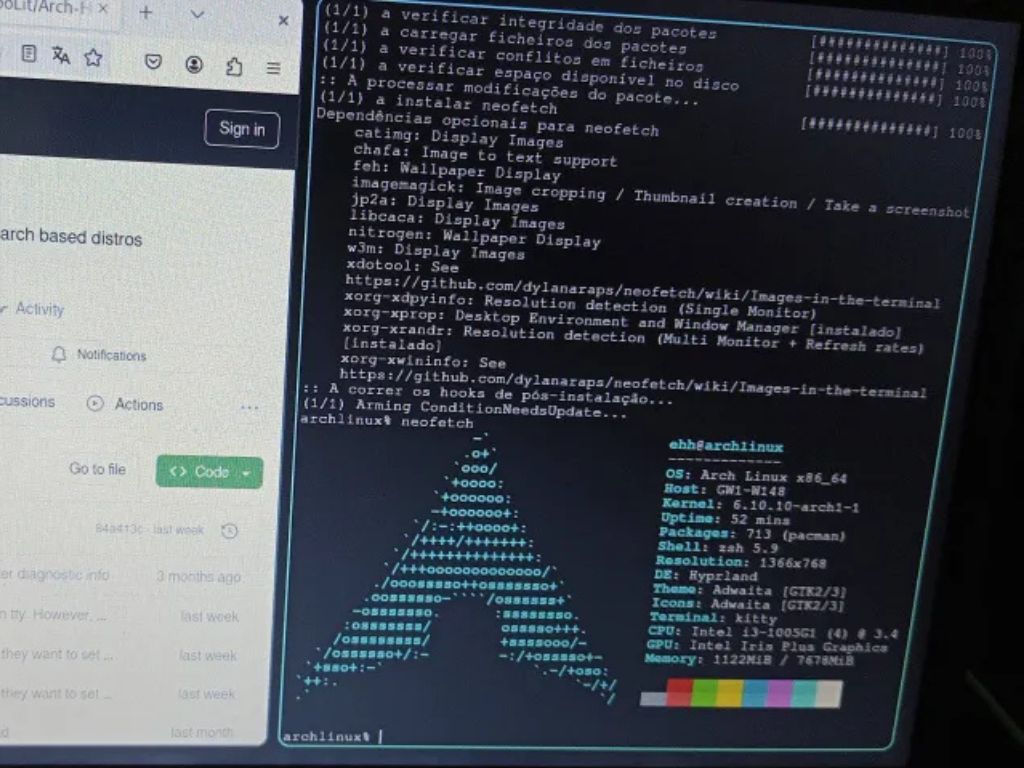 Sign in
arch based distros
Activity
Notifications
cussions
Actions
Go to file
<> Code
84a413c · last week
er diagnostic info
3 months ago
n tty. However, ...
last week
they want to set ...
last week
they want to set ...
last week
last month
(1/1) a verificar integridade dos pacotes [##############] 100%
(1/1) a carregar ficheiros dos pacotes [##############] 100%
(1/1) a verificar conflitos em ficheiros [##############] 100%
(1/1) a verificar espaço disponível no disco [##############] 100%
:: A processar modificações do pacote...
(1/1) a instalar neofetch [##############] 100%
Dependências opcionais para neofetch
catimg: Display Images
chafa: Image to text support
feh: Wallpaper Display
imagemagick: Image cropping / Thumbnail creation / Take a screenshot
jp2a: Display Images
libcaca: Display Images
nitrogen: Wallpaper Display
w3m: Display Images
xdotool: See
https://github.com/dylanaraps/neofetch/wiki/Images-in-the-terminal
xorg-xdpyinfo: Resolution detection (Single Monitor)
xorg-xprop: Desktop Environment and Window Manager [instalado]
xorg-xrandr: Resolution detection (Multi Monitor + Refresh rates)
[instalado]
xorg-xwininfo: See
https://github.com/dylanaraps/neofetch/wiki/Images-in-the-terminal
:: A correr os hooks de pós-instalação...
(1/1) Arming ConditionNeedsUpdate...
archlinux% neofetch
ehh@archlinux
-------------
OS: Arch Linux x86_64
Host: GW1-W148
Kernel: 6.10.10-arch1-1
Uptime: 52 mins
Packages: 713 (pacman)
Shell: zsh 5.9
Resolution: 1366x768
DE: Hyprland
Theme: Adwaita [GTK2/3]
Icons: Adwaita [GTK2/3]
Terminal: kitty
CPU: Intel i3-1005G1 (4) @ 3.4
GPU: Intel Iris Plus Graphics
Memory: 1122MiB / 7678MiB
archlinux%